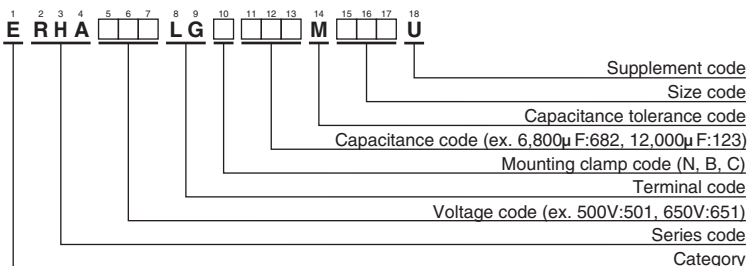 1 2 3 4 5 6 7 8 9 10 11 12 13 14 15 16 17 18
E RHA □□□ LG □ □□□ M □□□ U
Supplement code
Size code
Capacitance tolerance code
Capacitance code (ex. 6,800μF:682, 12,000μF:123)
Mounting clamp code (N, B, C)
Terminal code
Voltage code (ex. 500V:501, 650V:651)
Series code
Category